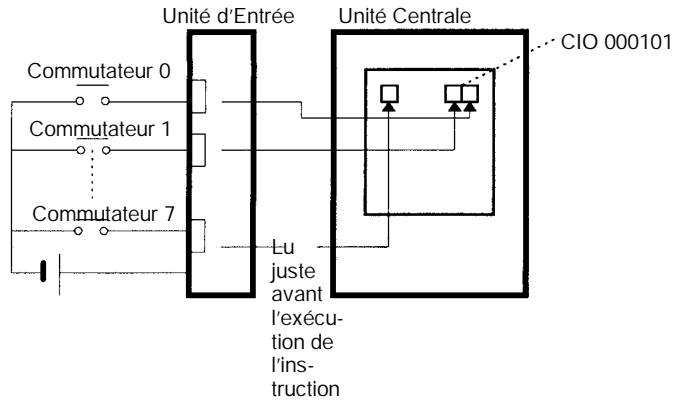 Unité d'Entrée
Unité Centrale
CIO 000101
Commutateur 0
Commutateur 1
Commutateur 7
Lu
juste
avant
l'exécu-
tion de
l'ins-
truction